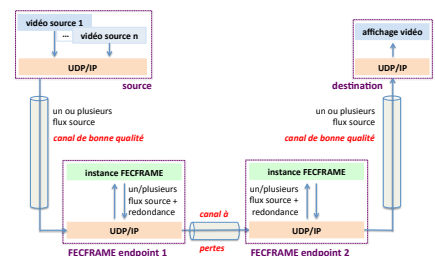 vidéo source 1
... vidéo source n
UDP/IP
source
affichage vidéo
UDP/IP
destination
un ou plusieurs
flux source
canal de bonne qualité
un ou plusieurs
flux source
canal de bonne qualité
instance FECFRAME
un/plusieurs
flux source +
redondance
UDP/IP
FECFRAME endpoint 1
canal à
pertes
instance FECFRAME
un/plusieurs
flux source +
redondance
UDP/IP
FECFRAME endpoint 2